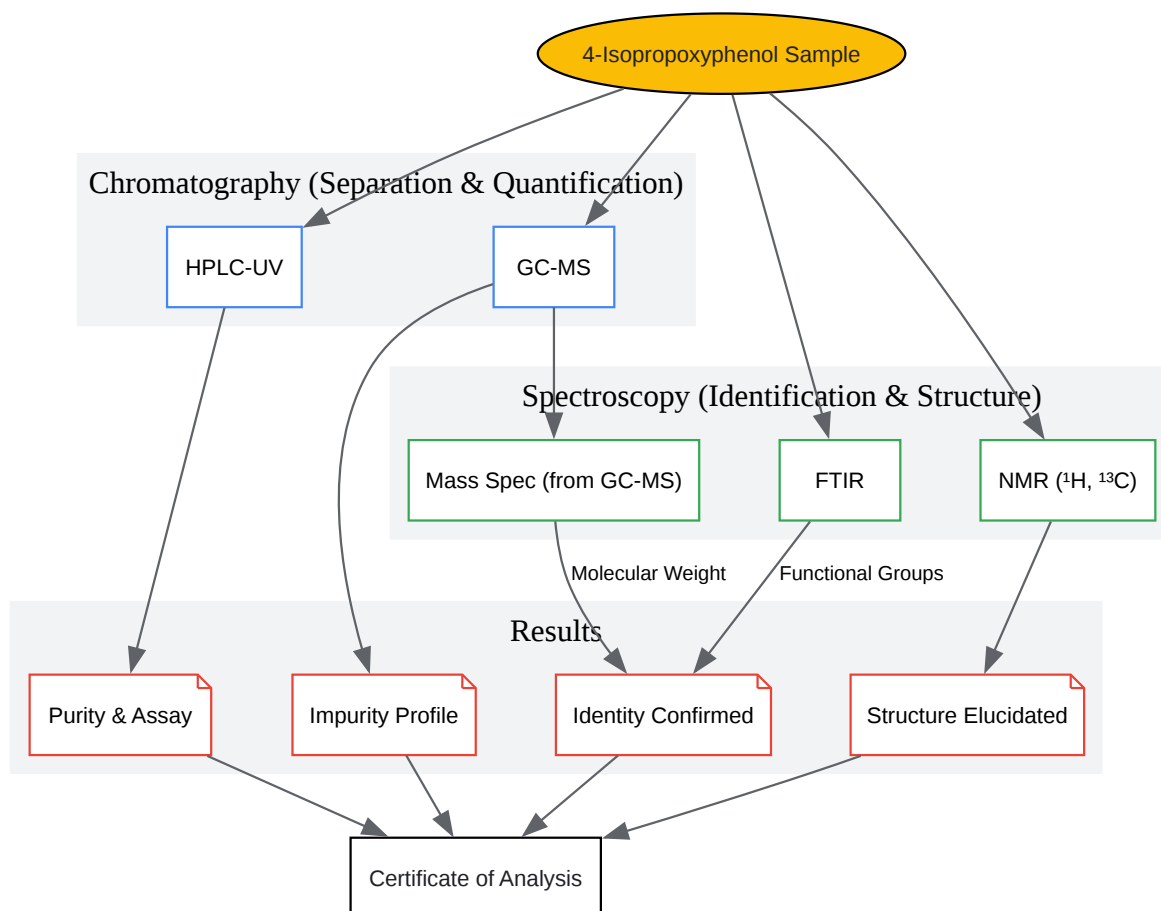 4-Isopropoxyphenol Sample
Chromatography (Separation & Quantification)
HPLC-UV
GC-MS
Spectroscopy (Identification & Structure)
Mass Spec (from GC-MS)
FTIR
NMR (¹H, ¹³C)
Molecular Weight
Functional Groups
Results
Purity & Assay
Impurity Profile
Identity Confirmed
Structure Elucidated
Certificate of Analysis